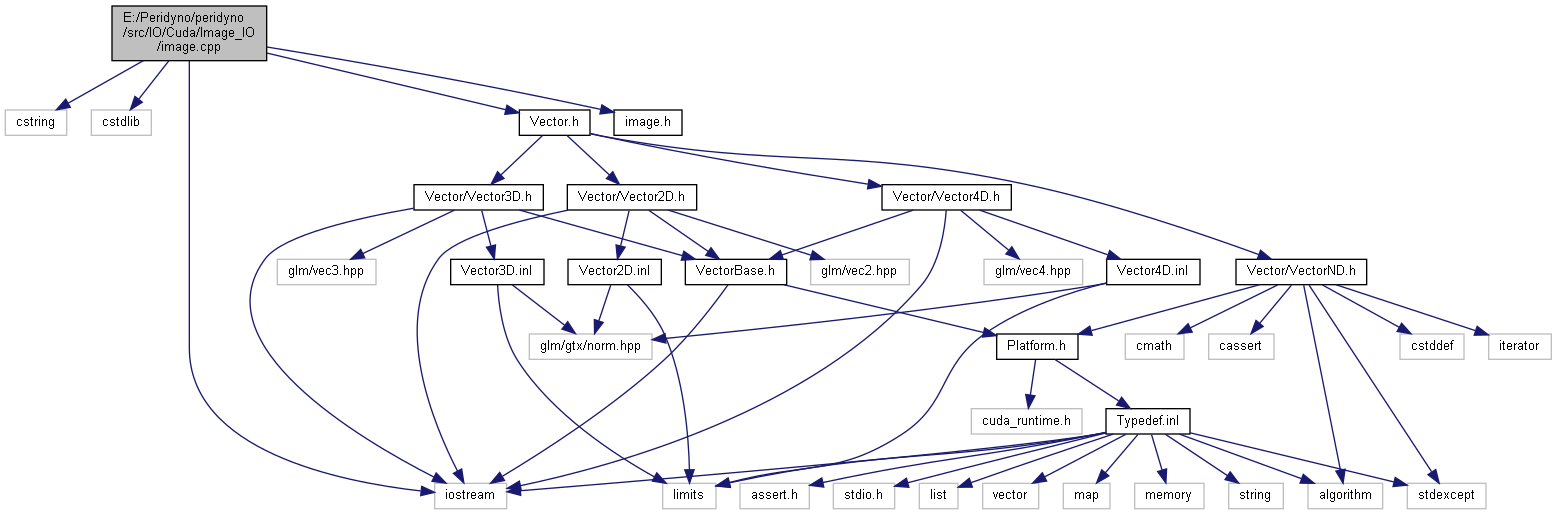 E:/Peridyno/peridyno
/src/IO/Cuda/Image_IO
/image.cpp
cstring
cstdlib
Vector.h
image.h
Vector/Vector3D.h
Vector/Vector2D.h
Vector/Vector4D.h
glm/vec3.hpp
Vector3D.inl
Vector2D.inl
VectorBase.h
glm/vec2.hpp
glm/vec4.hpp
Vector4D.inl
Vector/VectorND.h
glm/gtx/norm.hpp
Platform.h
cmath
cassert
cstddef
iterator
cuda_runtime.h
Typedef.inl
iostream
limits
assert.h
stdio.h
list
vector
map
memory
string
algorithm
stdexcept